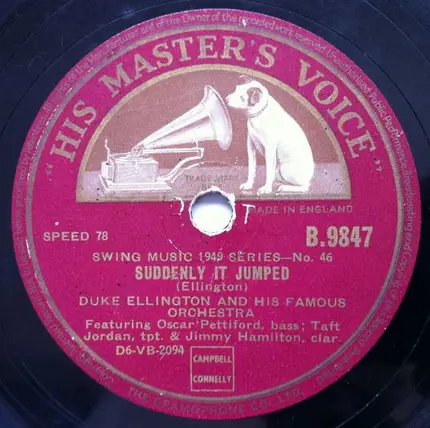 "HIS MASTER'S VOICE"
TRADE MARK
MADE IN ENGLAND
SPEED 78
B.9847
SWING MUSIC 1949 SERIES—No. 46
SUDDENLY IT JUMPED
(Ellington)
DUKE ELLINGTON AND HIS FAMOUS
ORCHESTRA
Featuring Oscar Pettiford, bass; Taft
Jordan, tpt. & Jimmy Hamilton, clar.
D6-VB-2094
CAMPBELL
CONNELLY
THE GRAMOPHONE CO. LTD.